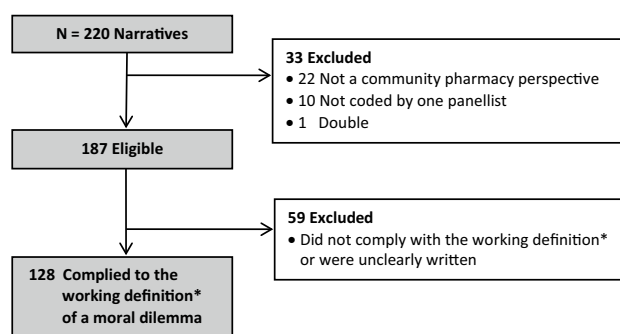 N = 220 Narratives
33 Excluded
• 22 Not a community pharmacy perspective
• 10 Not coded by one panellist
• 1 Double
187 Eligible
59 Excluded
• Did not comply with the working definition*
or were unclearly written
128 Complied to the
working definition*
of a moral dilemma